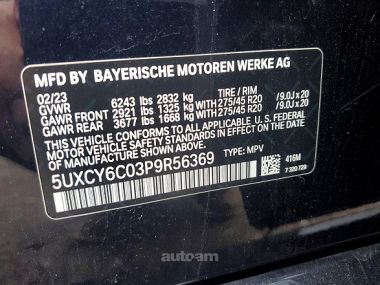 MFD BY BAYERISCHE MOTOREN WERKE AG
02/23 TIRE / RIM
GVWR 6243 lbs 2832 kg
GAWR FRONT 2921 lbs 1325 kg 275/45 R20 /9.0J x 20
GAWR REAR 3677 lbs 1668 kg 275/45 R20 /9.0J x 20
THIS VEHICLE CONFORMS TO ALL APPLICABLE
FEDERAL MOTOR VEHICLE SAFETY STANDARDS
IN EFFECT ON THE DATE OF MANUFACTURE
SHOWN ABOVE.
5UXCY6C03P9R56369 TYPE: MPV
416M
7 320 729
autoam